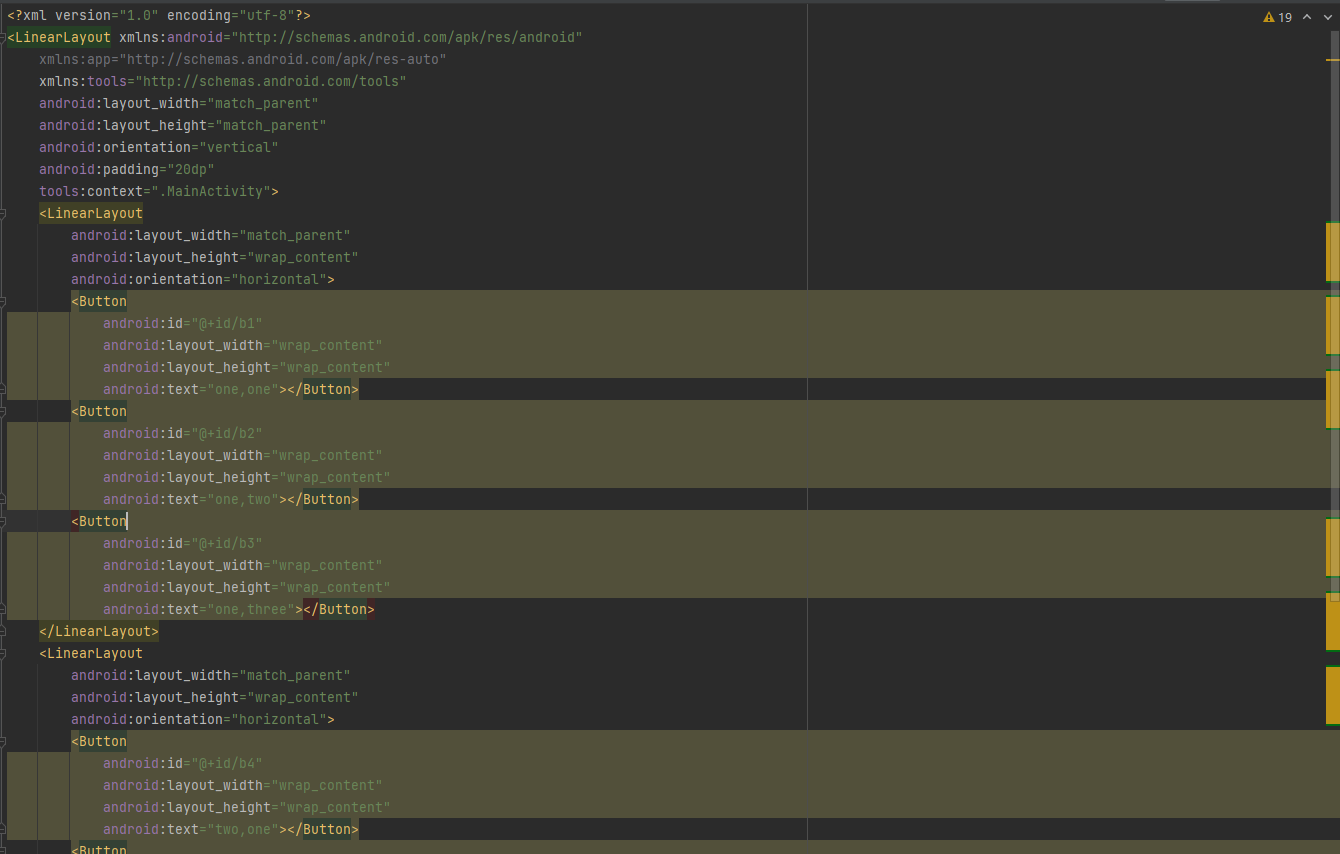 <?xml version="1.0" encoding="utf-8"?>
19
<LinearLayout xmlns:android="http://schemas.android.com/apk/res/android"
    xmlns:app="http://schemas.android.com/apk/res-auto"
    xmlns:tools="http://schemas.android.com/tools"
    android:layout_width="match_parent"
    android:layout_height="match_parent"
    android:orientation="vertical"
    android:padding="20dp"
    tools:context=".MainActivity">
    <LinearLayout
        android:layout_width="match_parent"
        android:layout_height="wrap_content"
        android:orientation="horizontal">
        <Button
            android:id="@+id/b1"
            android:layout_width="wrap_content"
            android:layout_height="wrap_content"
            android:text="one,one"></Button>
        <Button
            android:id="@+id/b2"
            android:layout_width="wrap_content"
            android:layout_height="wrap_content"
            android:text="one,two"></Button>
        <Button
            android:id="@+id/b3"
            android:layout_width="wrap_content"
            android:layout_height="wrap_content"
            android:text="one,three"></Button>
    </LinearLayout>
    <LinearLayout
        android:layout_width="match_parent"
        android:layout_height="wrap_content"
        android:orientation="horizontal">
        <Button
            android:id="@+id/b4"
            android:layout_width="wrap_content"
            android:layout_height="wrap_content"
            android:text="two,one"></Button>
        <Button